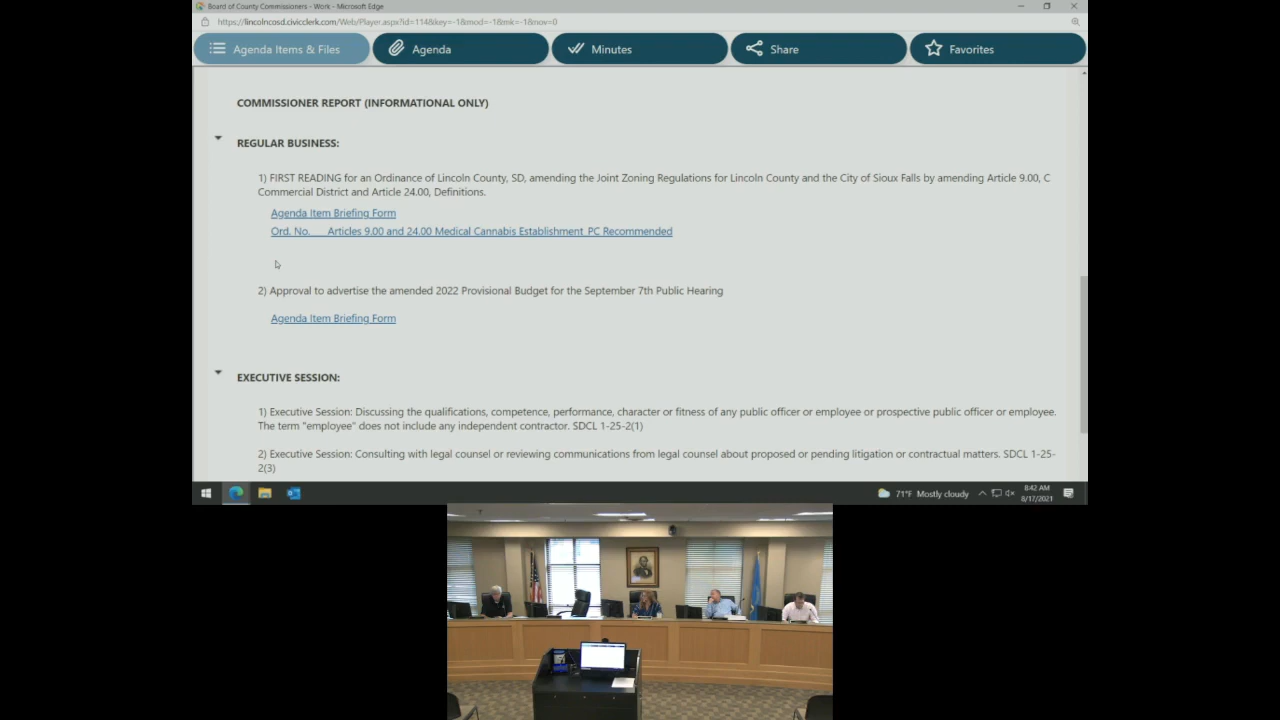 Board of County Commissioners - Work - Microsoft Edge
https://lincolncosd.civicclerk.com/Web/Player.aspx?id=114&key=-1&mod=-1&mk=-1&nov=0
Agenda Items & Files
Agenda
Minutes
Share
Favorites
COMMISSIONER REPORT (INFORMATIONAL ONLY)
REGULAR BUSINESS:
1) FIRST READING for an Ordinance of Lincoln County, SD, amending the Joint Zoning Regulations for Lincoln County and the City of Sioux Falls by amending Article 9.00, C
Commercial District and Article 24.00, Definitions.
Agenda Item Briefing Form
Ord. No.___Articles 9.00 and 24.00 Medical Cannabis Establishment_PC Recommended
2) Approval to advertise the amended 2022 Provisional Budget for the September 7th Public Hearing
Agenda Item Briefing Form
EXECUTIVE SESSION:
1) Executive Session: Discussing the qualifications, competence, performance, character or fitness of any public officer or employee or prospective public officer or employee.
The term "employee" does not include any independent contractor. SDCL 1-25-2(1)
2) Executive Session: Consulting with legal counsel or reviewing communications from legal counsel about proposed or pending litigation or contractual matters. SDCL 1-25-
2(3)
71°F Mostly cloudy
8:42 AM
8/17/2021